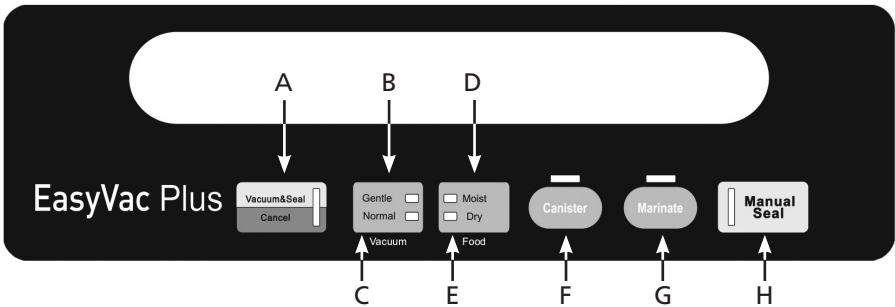 A
B
D
EasyVac Plus
Vacuum&Seal
Cancel
Gentle
Normal
Vacuum
Moist
Dry
Food
Canister
Marinate
Manual
Seal
C
E
F
G
H